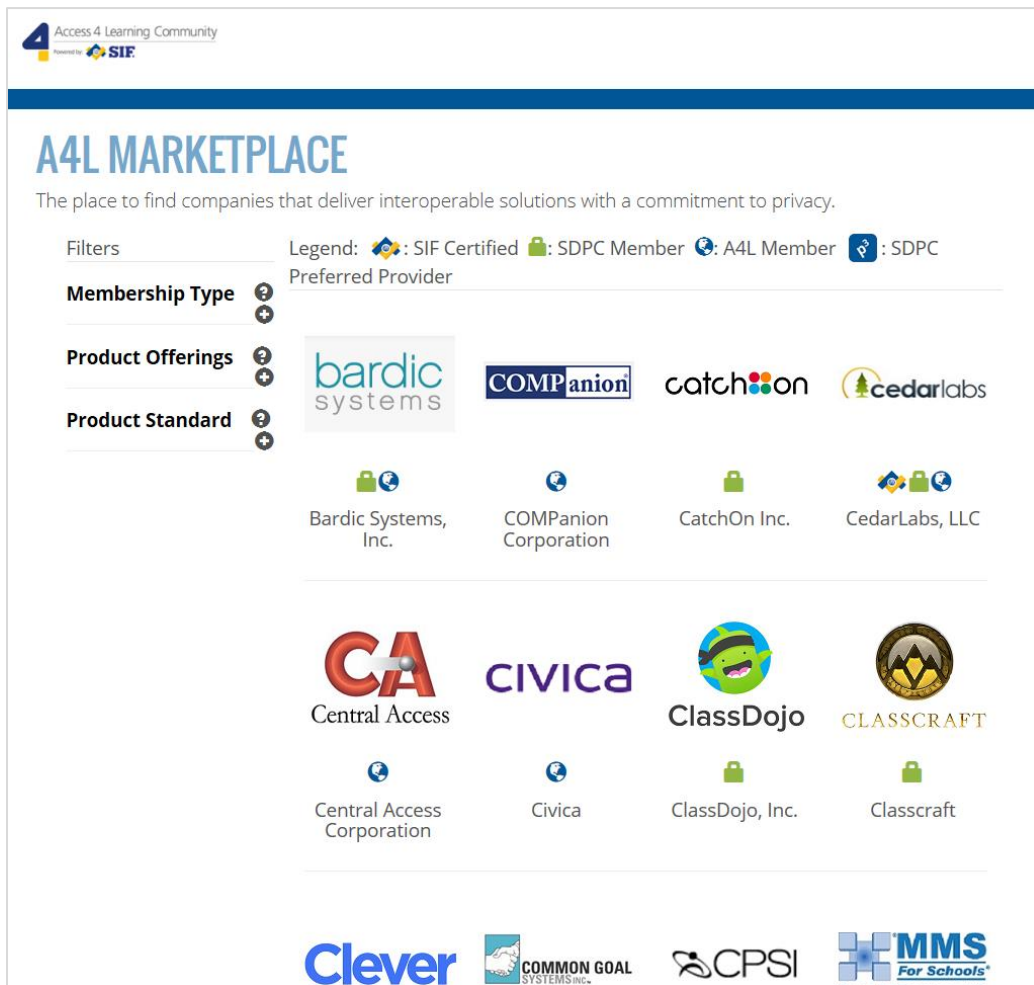 4 Access 4 Learning Community
Powered by SIF
A4L MARKETPLACE
The place to find companies that deliver interoperable solutions with a commitment to privacy.
Filters
Membership Type ?
+
Product Offerings ?
+
Product Standard ?
+
Legend: : SIF Certified : SDPC Member : A4L Member p³ : SDPC
Preferred Provider
bardic
systems
COMPanion
catchon
cedarlabs
Bardic Systems,
Inc.
COMPanion
Corporation
CatchOn Inc.
CedarLabs, LLC
CA
Central Access
CIVICA
ClassDojo
CLASSCRAFT
Central Access
Corporation
Civica
ClassDojo, Inc.
Classcraft
Clever
COMMON GOAL
SYSTEMS INC.
CPSI
MMS
For Schools